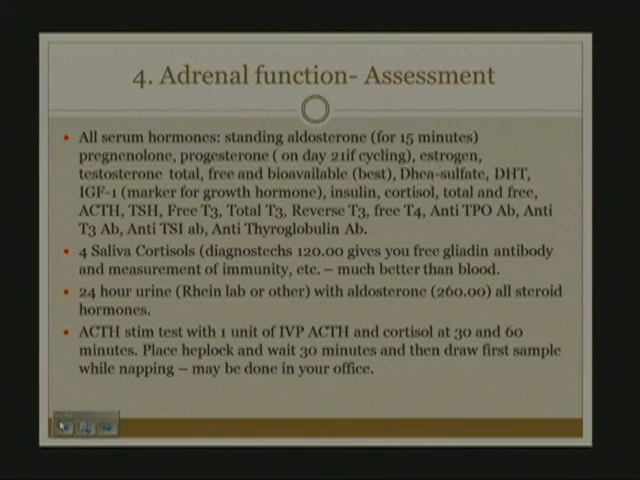 4. Adrenal function- Assessment
All serum hormones: standing aldosterone (for 15 minutes)
pregnenolone, progesterone ( on day 21if cycling), estrogen,
testosterone total, free and bioavailable (best), Dhea-sulfate, DHT,
IGF-1 (marker for growth hormone), insulin, cortisol, total and free,
ACTH, TSH, Free T3, Total T3, Reverse T3, free T4, Anti TPO Ab, Anti
T3 Ab, Anti TSI ab, Anti Thyroglobulin Ab.
4 Saliva Cortisols (diagnostechs 120.00 gives you free gliadin antibody
and measurement of immunity, etc. – much better than blood.
24 hour urine (Rhein lab or other) with aldosterone (260.00) all steroid
hormones.
ACTH stim test with 1 unit of IVP ACTH and cortisol at 30 and 60
minutes. Place heplock and wait 30 minutes and then draw first sample
while napping – may be done in your office.